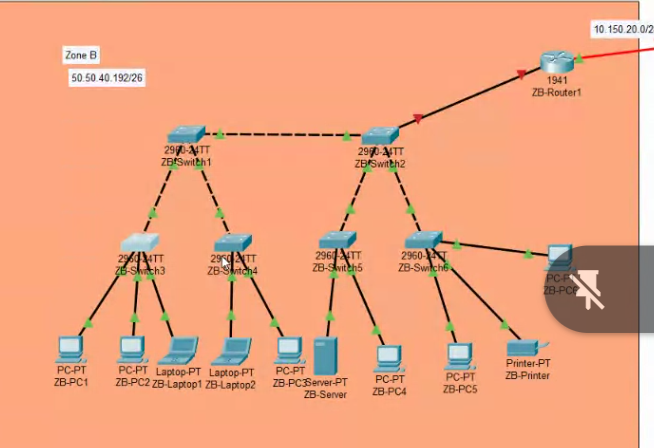 10.150.20.0/2
Zone B
50.50.40.192/26
1941
ZB-Router1
2960-24TT
ZB-Switch1
2960-24TT
ZB-Switch2
2960-24TT
ZB-Switch3
2960-24TT
ZB-Switch4
2960-24TT
ZB-Switch5
2960-24TT
ZB-Switch6
PC-PT
ZB-PC6
PC-PT
ZB-PC1
PC-PT
ZB-PC2
Laptop-PT
ZB-Laptop1
Laptop-PT
ZB-Laptop2
PC-PT
ZB-PC3
Server-PT
ZB-Server
PC-PT
ZB-PC4
PC-PT
ZB-PC5
Printer-PT
ZB-Printer